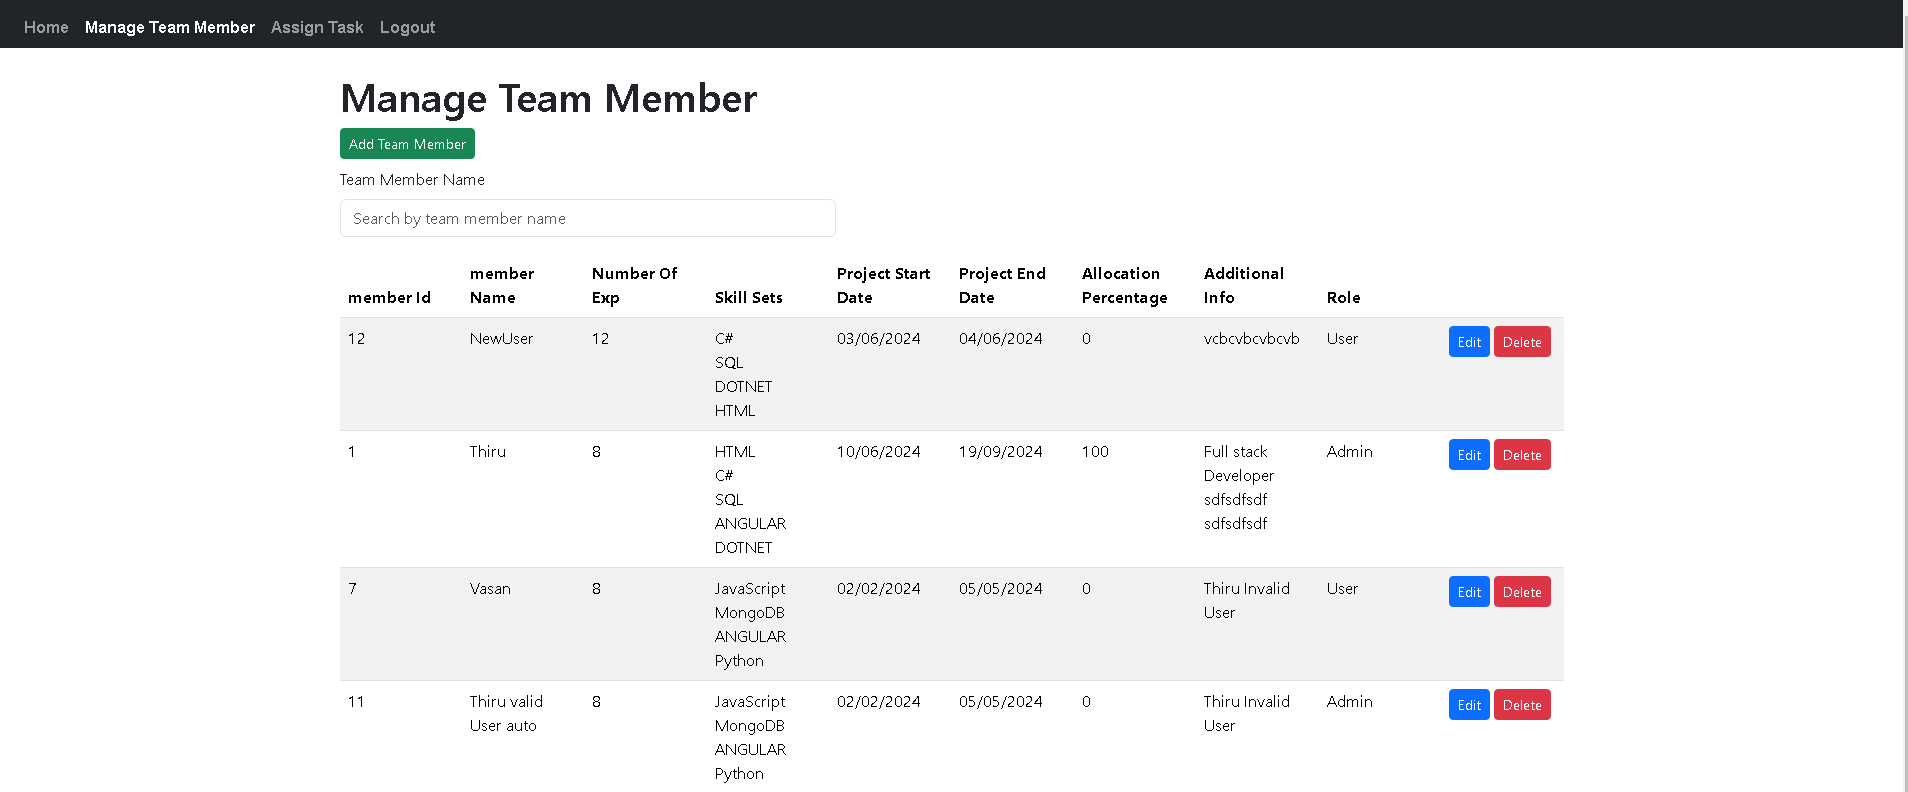 Home Manage Team Member Assign Task Logout
Manage Team Member
Add Team Member
Team Member Name
Search by team member name
member Id member Name Number Of Exp Skill Sets Project Start Date Project End Date Allocation Percentage Additional Info Role
12 NewUser 12 C# 03/06/2024 04/06/2024 0 vcbcvbcvbcvb User Edit Delete
SQL
DOTNET
HTML
1 Thiru 8 HTML 10/06/2024 19/09/2024 100 Full stack Admin Edit Delete
C# Developer
SQL sdfsdfsdf
ANGULAR sdfsdfsdf
DOTNET
7 Vasan 8 JavaScript 02/02/2024 05/05/2024 0 Thiru Invalid User Edit Delete
MongoDB User
ANGULAR
Python
11 Thiru valid 8 JavaScript 02/02/2024 05/05/2024 0 Thiru Invalid Admin Edit Delete
User auto MongoDB User
ANGULAR
Python